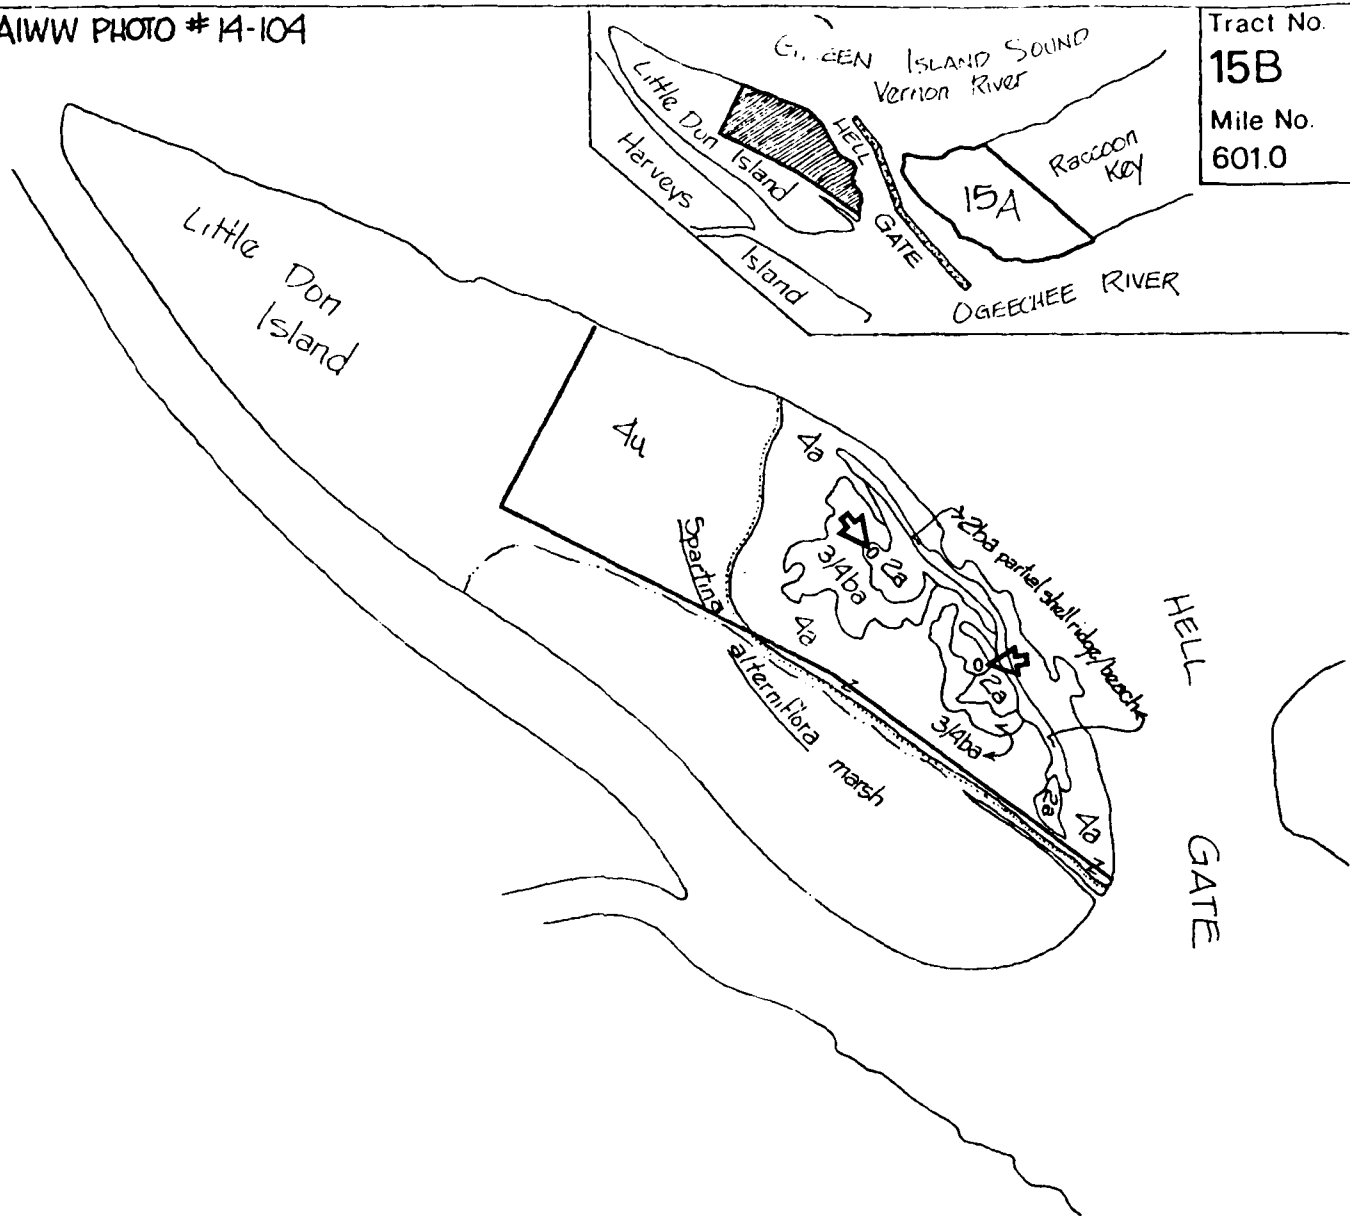 AIWW PHOTO # 14-104
ISLAND SOUND
Vernon River
Little Don Island
Harveys
Island
HELL
GATE
15A
Raccoon
Key
OGEECHEE RIVER
Tract No.
15B
Mile No.
601.0
Little
Don
Island
4u
4a
2ba partial shell ridge/beach
3/4ba
2a
4a
Spartina
alterniflora
marsh
2a
3/4ba
2a
4a
HELL
GATE